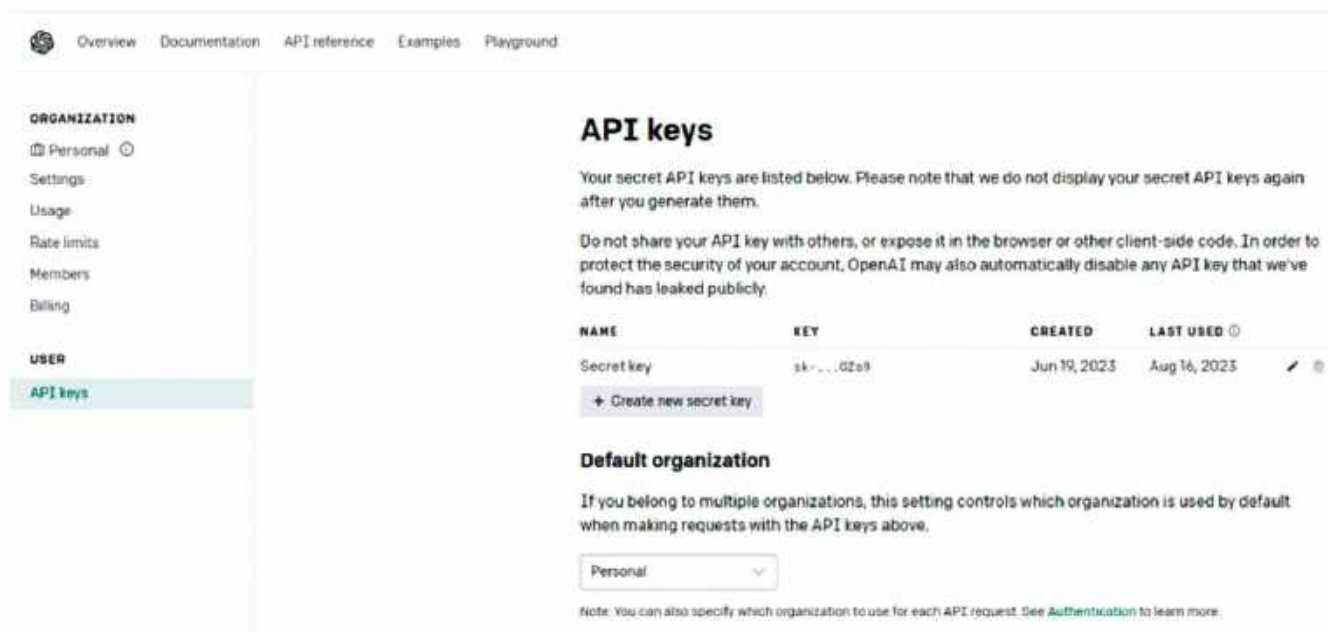 Overview Documentation API reference Examples Playground
ORGANIZATION
Personal
Settings
Usage
Rate limits
Members
Billing
USER
API keys
API keys
Your secret API keys are listed below. Please note that we do not display your secret API keys again
after you generate them.
Do not share your API key with others, or expose it in the browser or other client-side code. In order to
protect the security of your account, OpenAI may also automatically disable any API key that we've
found has leaked publicly.
NAME KEY CREATED LAST USED
Secret key Jun 19, 2023 Aug 16, 2023
+ Create new secret key
Default organization
If you belong to multiple organizations, this setting controls which organization is used by default
when making requests with the API keys above.
Personal
Note: You can also specify which organization to use for each API request. See Authentication to learn more.